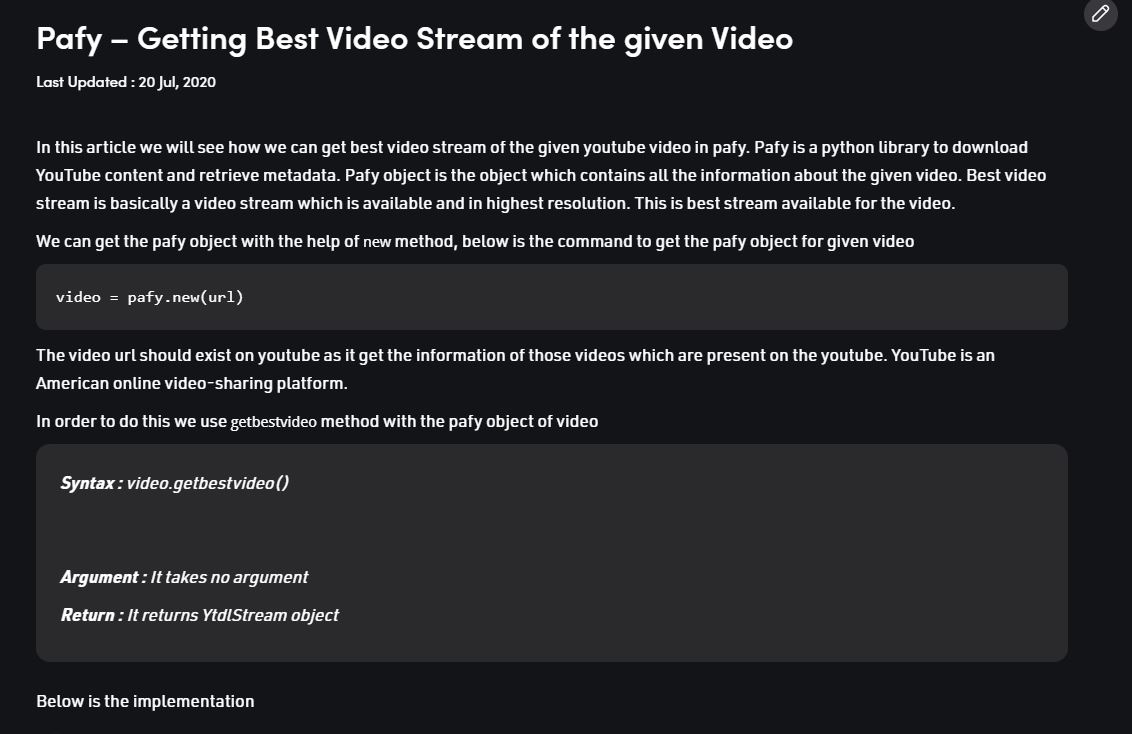 Pafy – Getting Best Video Stream of the given Video
Last Updated : 20 Jul, 2020
In this article we will see how we can get best video stream of the given youtube video in pafy. Pafy is a python library to download
YouTube content and retrieve metadata. Pafy object is the object which contains all the information about the given video. Best video
stream is basically a video stream which is available and in highest resolution. This is best stream available for the video.
We can get the pafy object with the help of new method, below is the command to get the pafy object for given video
video = pafy.new(url)
The video url should exist on youtube as it get the information of those videos which are present on the youtube. YouTube is an
American online video-sharing platform.
In order to do this we use getbestvideo method with the pafy object of video
Syntax : video.getbestvideo()
Argument : It takes no argument
Return : It returns YtdlStream object
Below is the implementation